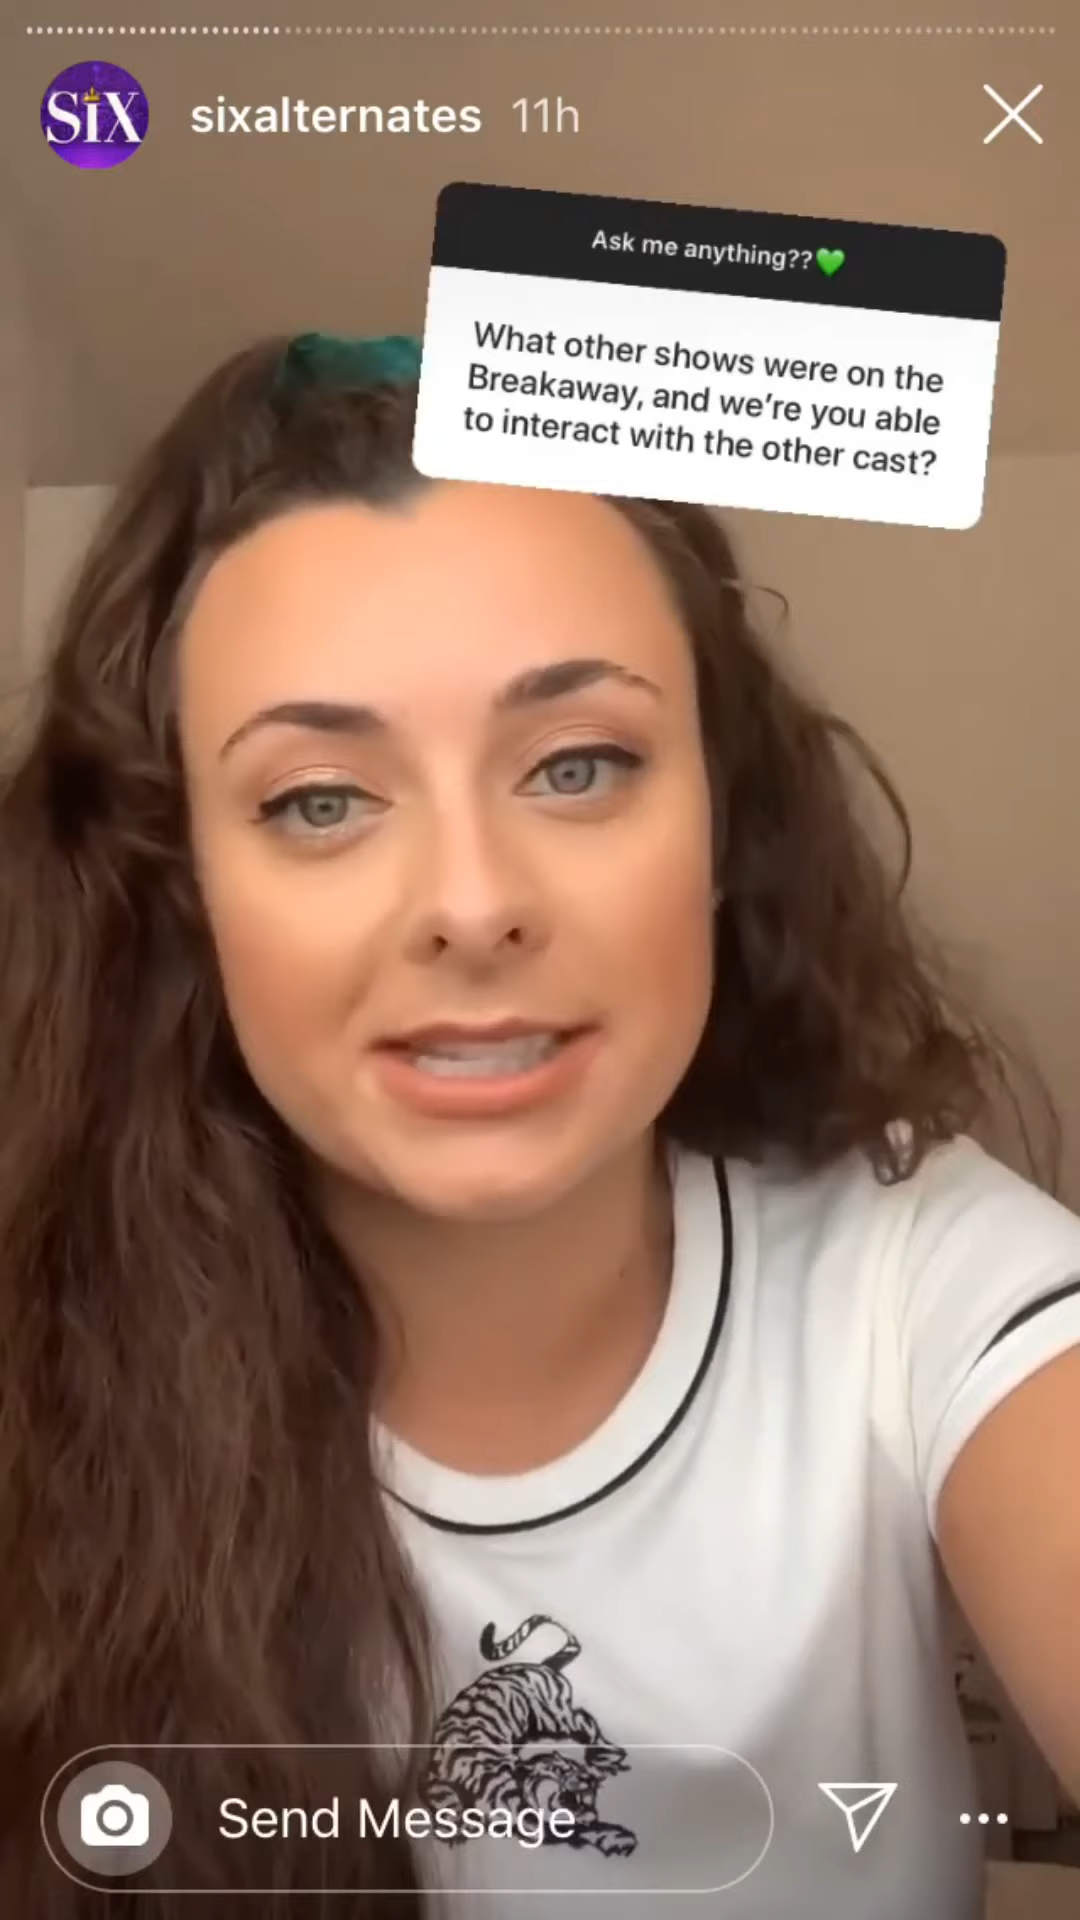 SIX
sixalternates 11h
Ask me anything??💚
What other shows were on the
Breakaway, and we're you able
to interact with the other cast?
Send Message